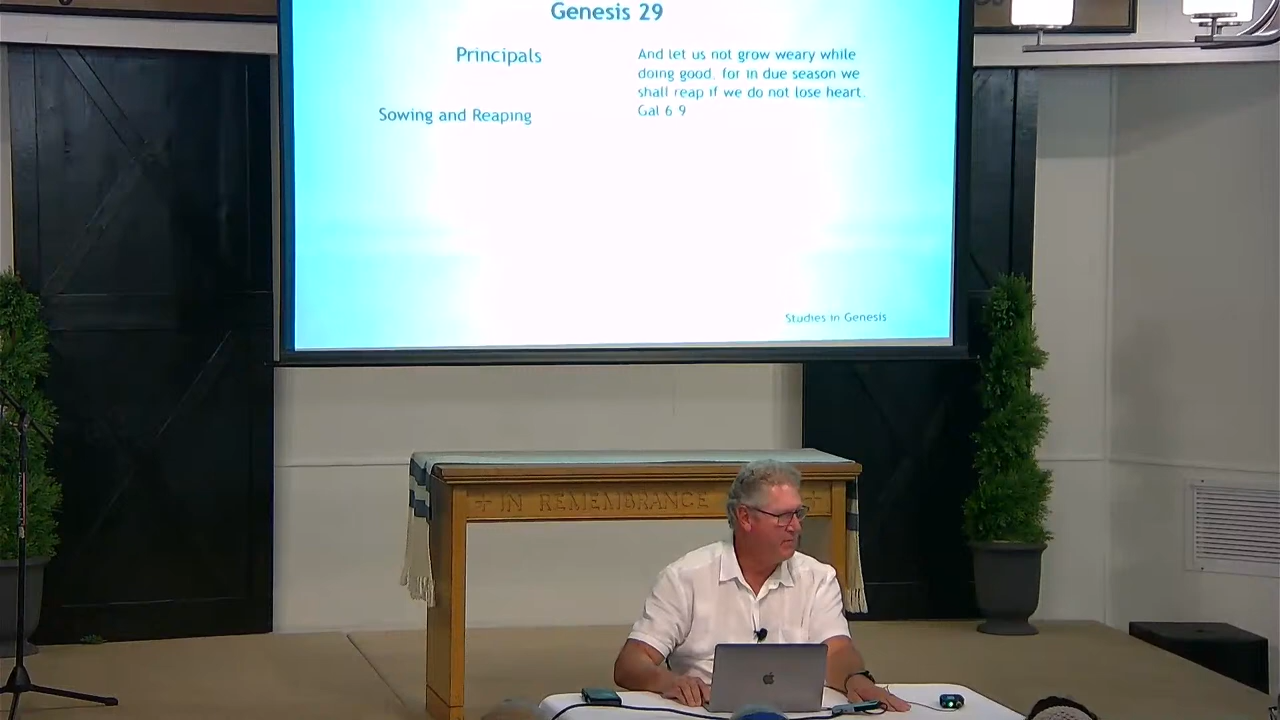 Genesis 29
Principals
Sowing and Reaping
And let us not grow weary while
doing good, for in due season we
shall reap if we do not lose heart.
Gal 6 9
Studies in Genesis
IN REMEMBRANCE